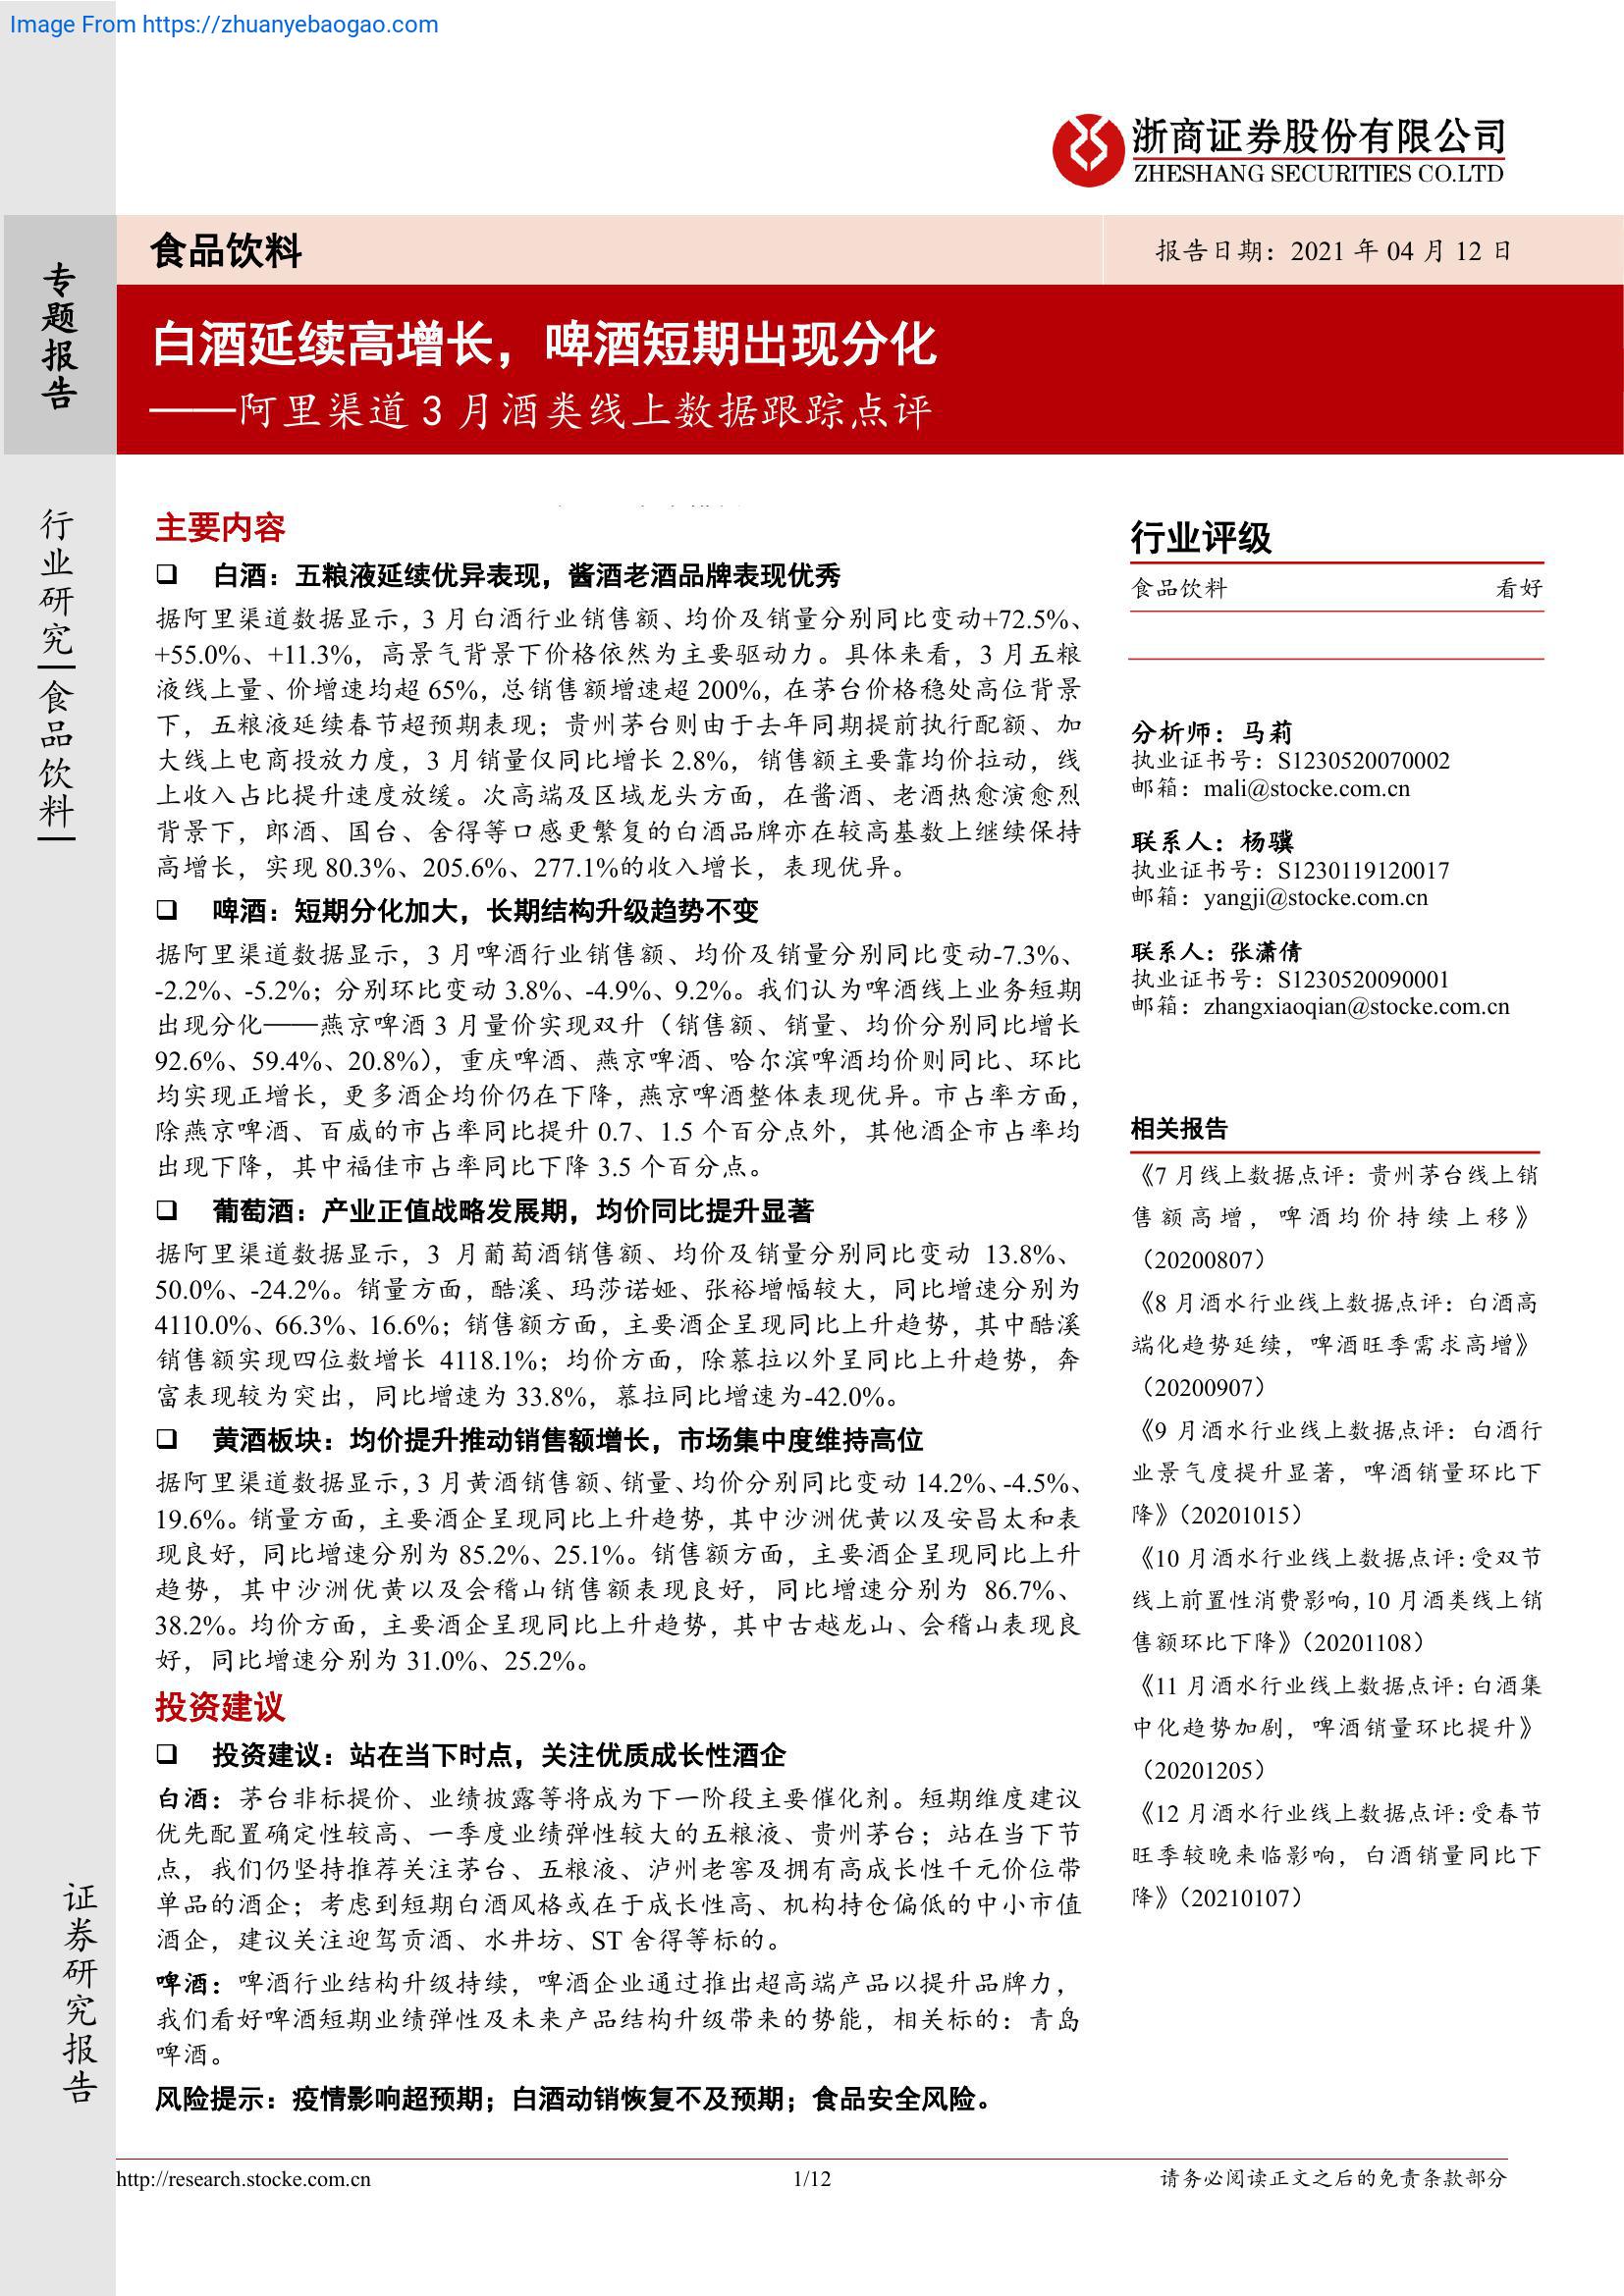 Image From https://zhuanyebaogao.com
浙商证券股份有限公司
ZHESHANG SECURITIES CO.LTD
专题报告
食品饮料
报告日期：2021 年 04 月 12 日
白酒延续高增长，啤酒短期出现分化
——阿里渠道 3 月酒类线上数据跟踪点评
行业研究
食品饮料
证券研究报告
主要内容
❑ 白酒：五粮液延续优异表现，酱酒老酒品牌表现优秀
据阿里渠道数据显示，3 月白酒行业销售额、均价及销量分别同比变动+72.5%、
+55.0%、+11.3%，高景气背景下价格依然为主要驱动力。具体来看，3 月五粮
液线上量、价增速均超 65%，总销售额增速超 200%，在茅台价格稳处高位背景
下，五粮液延续春节超预期表现；贵州茅台则由于去年同期提前执行配额、加
大线上电商投放力度，3 月销量仅同比增长 2.8%，销售额主要靠均价拉动，线
上收入占比提升速度放缓。次高端及区域龙头方面，在酱酒、老酒热愈演愈烈
背景下，郎酒、国台、舍得等口感更繁复的白酒品牌亦在较高基数上继续保持
高增长，实现 80.3%、205.6%、277.1%的收入增长，表现优异。
❑ 啤酒：短期分化加大，长期结构升级趋势不变
据阿里渠道数据显示，3 月啤酒行业销售额、均价及销量分别同比变动-7.3%、
-2.2%、-5.2%；分别环比变动 3.8%、-4.9%、9.2%。我们认为啤酒线上业务短期
出现分化——燕京啤酒 3 月量价实现双升（销售额、销量、均价分别同比增长
92.6%、59.4%、20.8%），重庆啤酒、燕京啤酒、哈尔滨啤酒均价则同比、环比
均实现正增长，更多酒企均价仍在下降，燕京啤酒整体表现优异。市占率方面，
除燕京啤酒、百威的市占率同比提升 0.7、1.5 个百分点外，其他酒企市占率均
出现下降，其中福佳市占率同比下降 3.5 个百分点。
❑ 葡萄酒：产业正值战略发展期，均价同比提升显著
据阿里渠道数据显示，3 月葡萄酒销售额、均价及销量分别同比变动 13.8%、
50.0%、-24.2%。销量方面，酷溪、玛莎诺娅、张裕增幅较大，同比增速分别为
4110.0%、66.3%、16.6%；销售额方面，主要酒企呈现同比上升趋势，其中酷溪
销售额实现四位数增长 4118.1%；均价方面，除慕拉以外呈同比上升趋势，奔
富表现较为突出，同比增速为 33.8%，慕拉同比增速为-42.0%。
❑ 黄酒板块：均价提升推动销售额增长，市场集中度维持高位
据阿里渠道数据显示，3 月黄酒销售额、销量、均价分别同比变动 14.2%、-4.5%、
19.6%。销量方面，主要酒企呈现同比上升趋势，其中沙洲优黄以及安昌太和表
现良好，同比增速分别为 85.2%、25.1%。销售额方面，主要酒企呈现同比上升
趋势，其中沙洲优黄以及会稽山销售额表现良好，同比增速分别为 86.7%、
38.2%。均价方面，主要酒企呈现同比上升趋势，其中古越龙山、会稽山表现良
好，同比增速分别为 31.0%、25.2%。
投资建议
❑ 投资建议：站在当下时点，关注优质成长性酒企
白酒：茅台非标提价、业绩披露等将成为下一阶段主要催化剂。短期维度建议
优先配置确定性较高、一季度业绩弹性较大的五粮液、贵州茅台；站在当下节
点，我们仍坚持推荐关注茅台、五粮液、泸州老窖及拥有高成长性千元价位带
单品的酒企；考虑到短期白酒风格或在于成长性高、机构持仓偏低的中小市值
酒企，建议关注迎驾贡酒、水井坊、ST 舍得等标的。
啤酒：啤酒行业结构升级持续，啤酒企业通过推出超高端产品以提升品牌力，
我们看好啤酒短期业绩弹性及未来产品结构升级带来的势能，相关标的：青岛
啤酒。
风险提示：疫情影响超预期；白酒动销恢复不及预期；食品安全风险。
行业评级
食品饮料 看好
分析师：马莉
执业证书号：S1230520070002
邮箱：mali@stocke.com.cn
联系人：杨骥
执业证书号：S1230119120017
邮箱：yangji@stocke.com.cn
联系人：张潇倩
执业证书号：S1230520090001
邮箱：zhangxiaoqian@stocke.com.cn
相关报告
《7 月线上数据点评：贵州茅台线上销
售额高增，啤酒均价持续上移》
（20200807）
《8 月酒水行业线上数据点评：白酒高
端化趋势延续，啤酒旺季需求高增》
（20200907）
《9 月酒水行业线上数据点评：白酒行
业景气度提升显著，啤酒销量环比下
降》（20201015）
《10 月酒水行业线上数据点评：受双节
线上前置性消费影响，10 月酒类线上销
售额环比下降》（20201108）
《11 月酒水行业线上数据点评：白酒集
中化趋势加剧，啤酒销量环比提升》
（20201205）
《12 月酒水行业线上数据点评：受春节
旺季较晚来临影响，白酒销量同比下
降》（20210107）
http://research.stocke.com.cn
1/12
请务必阅读正文之后的免责条款部分